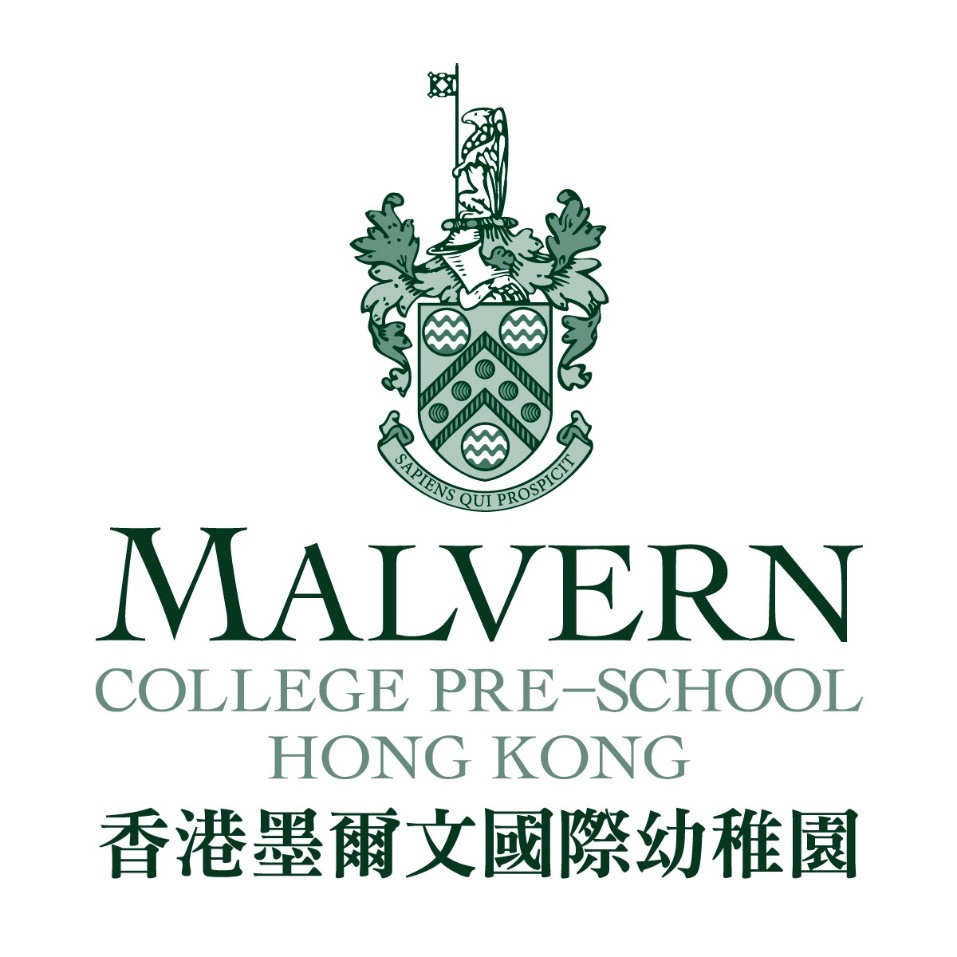 SAPIENS QUI PROSPICIT
MALVERN
COLLEGE PRE-SCHOOL
HONG KONG
香港墨爾文國際幼稚園